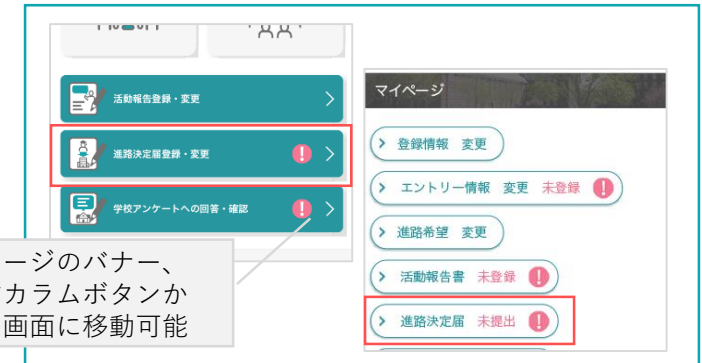 活動報告登録・変更
進路決定届登録・変更
学校アンケートへの回答・確認
ージのバナー、
カラムボタンか
画面に移動可能
マイページ
登録情報 変更
エントリー情報 変更 未登録
進路希望 変更
活動報告書 未登録
進路決定届 未提出